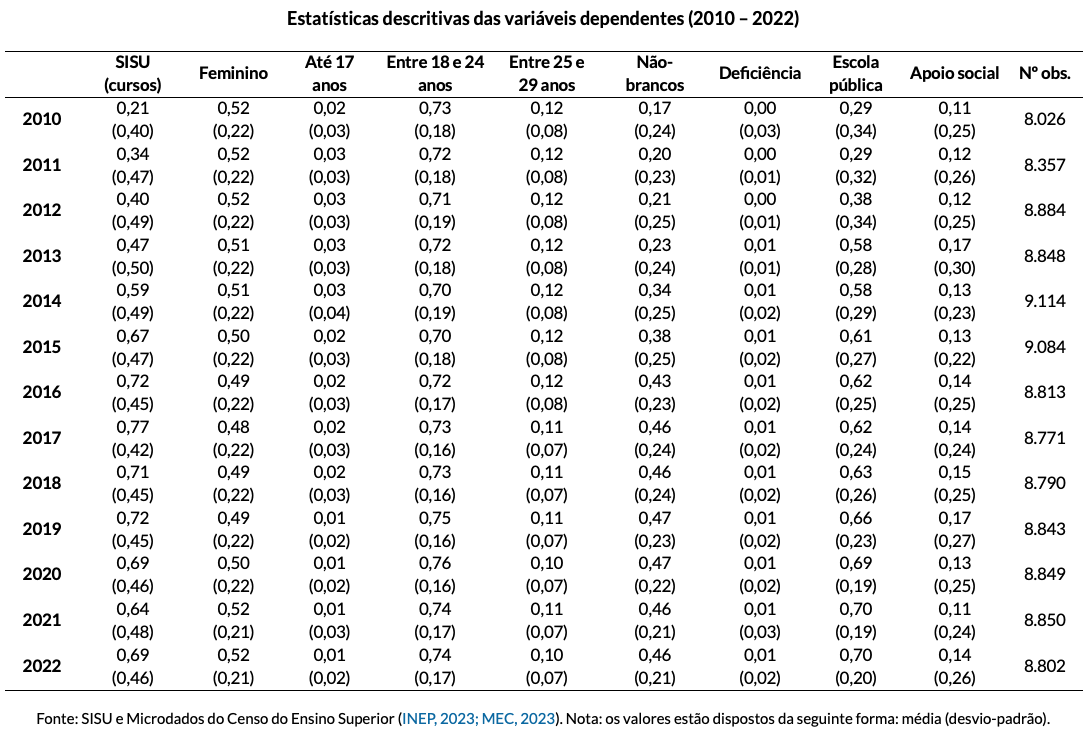 Estatísticas descritivas das variáveis dependentes (2010 – 2022)
SISU (cursos) Feminino Até 17 anos Entre 18 e 24 anos Entre 25 e 29 anos Não-brancos Deficiência Escola pública Apoio social Nº obs.
2010 0,21 0,52 0,02 0,73 0,12 0,17 0,00 0,29 0,11 8.026
(0,40) (0,22) (0,03) (0,18) (0,08) (0,24) (0,03) (0,34) (0,25)
2011 0,34 0,52 0,03 0,72 0,12 0,20 0,00 0,29 0,12 8.357
(0,47) (0,22) (0,03) (0,18) (0,08) (0,23) (0,01) (0,32) (0,26)
2012 0,40 0,52 0,03 0,71 0,12 0,21 0,00 0,38 0,12 8.884
(0,49) (0,22) (0,03) (0,19) (0,08) (0,25) (0,01) (0,34) (0,25)
2013 0,47 0,51 0,03 0,72 0,12 0,23 0,01 0,58 0,17 8.848
(0,50) (0,22) (0,03) (0,18) (0,08) (0,24) (0,01) (0,28) (0,30)
2014 0,59 0,51 0,03 0,70 0,12 0,34 0,01 0,58 0,13 9.114
(0,49) (0,22) (0,04) (0,19) (0,08) (0,25) (0,02) (0,29) (0,23)
2015 0,67 0,50 0,02 0,70 0,12 0,38 0,01 0,61 0,13 9.084
(0,47) (0,22) (0,03) (0,18) (0,08) (0,25) (0,02) (0,27) (0,22)
2016 0,72 0,49 0,02 0,72 0,12 0,43 0,01 0,62 0,14 8.813
(0,45) (0,22) (0,03) (0,17) (0,08) (0,23) (0,02) (0,25) (0,25)
2017 0,77 0,48 0,02 0,73 0,11 0,46 0,01 0,62 0,14 8.771
(0,42) (0,22) (0,03) (0,16) (0,07) (0,24) (0,02) (0,24) (0,24)
2018 0,71 0,49 0,02 0,73 0,11 0,46 0,01 0,63 0,15 8.790
(0,45) (0,22) (0,03) (0,16) (0,07) (0,24) (0,02) (0,26) (0,25)
2019 0,72 0,49 0,01 0,75 0,11 0,47 0,01 0,66 0,17 8.843
(0,45) (0,22) (0,02) (0,16) (0,07) (0,23) (0,02) (0,23) (0,27)
2020 0,69 0,50 0,01 0,76 0,10 0,47 0,01 0,69 0,13 8.849
(0,46) (0,22) (0,02) (0,16) (0,07) (0,22) (0,02) (0,19) (0,25)
2021 0,64 0,52 0,01 0,74 0,11 0,46 0,01 0,70 0,11 8.850
(0,48) (0,21) (0,03) (0,17) (0,07) (0,21) (0,03) (0,19) (0,24)
2022 0,69 0,52 0,01 0,74 0,10 0,46 0,01 0,70 0,14 8.802
(0,46) (0,21) (0,02) (0,17) (0,07) (0,21) (0,02) (0,20) (0,26)
Fonte: SISU e Microdados do Censo do Ensino Superior (INEP, 2023; MEC, 2023). Nota: os valores estão dispostos da seguinte forma: média (desvio-padrão).